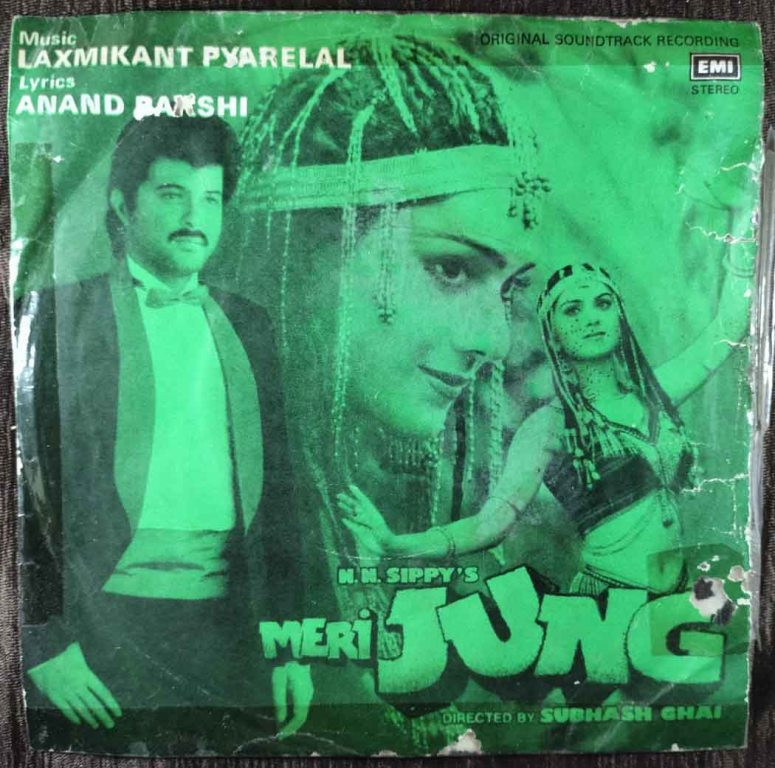 Music
LAXMIKANT PYARELAL
Lyrics
ANAND BAKSHI
ORIGINAL SOUNDTRACK RECORDING
EMI
STEREO
N. N. SIPPY'S
MERI JUNG
DIRECTED BY SUBHASH GHAI